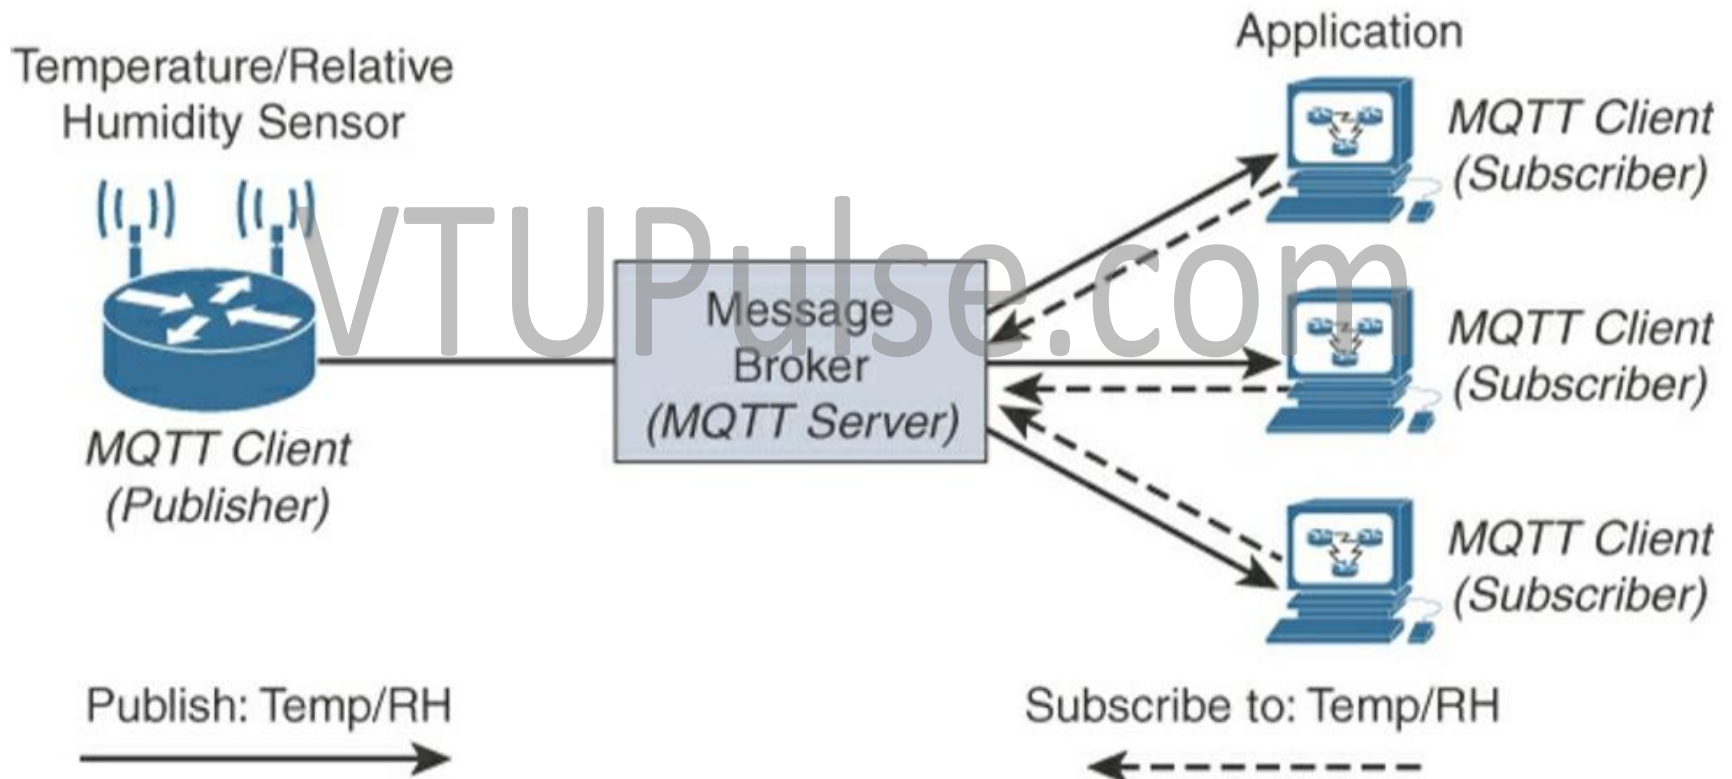 Application
Temperature/Relative
Humidity Sensor
MQTT Client
(Subscriber)
VTUPulse.com
Message
Broker
(MQTT Server)
MQTT Client
(Subscriber)
MQTT Client
(Publisher)
MQTT Client
(Subscriber)
Publish: Temp/RH
Subscribe to: Temp/RH